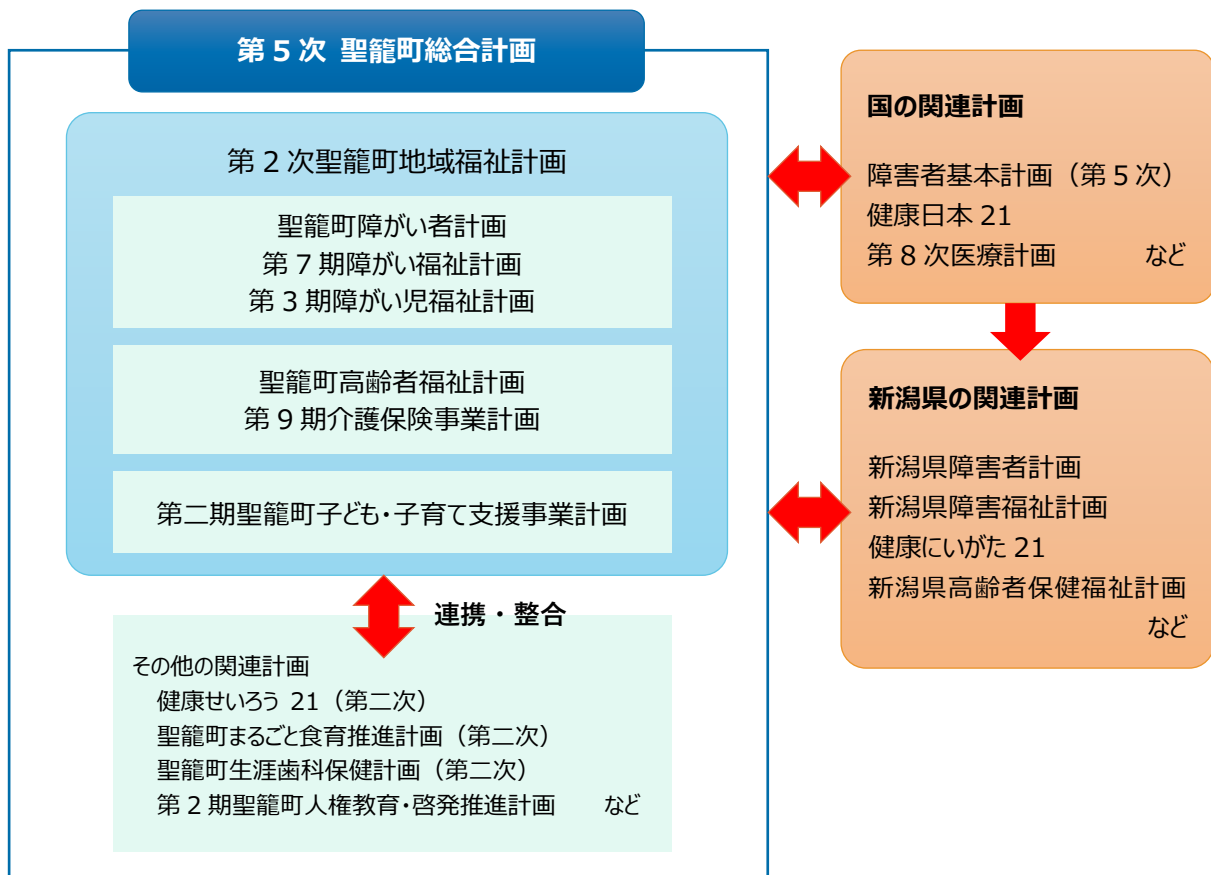 第５次 聖籠町総合計画
第２次聖籠町地域福祉計画
聖籠町障がい者計画
第７期障がい福祉計画
第３期障がい児福祉計画
聖籠町高齢者福祉計画
第９期介護保険事業計画
第二期聖籠町子ども・子育て支援事業計画
連携・整合
その他の関連計画
健康せいろう 21（第二次）
聖籠町まるごと食育推進計画（第二次）
聖籠町生涯歯科保健計画（第二次）
第２期聖籠町人権教育・啓発推進計画　　など
国の関連計画
障害者基本計画（第５次）
健康日本 21
第８次医療計画　　　など
新潟県の関連計画
新潟県障害者計画
新潟県障害福祉計画
健康にいがた 21
新潟県高齢者保健福祉計画
など